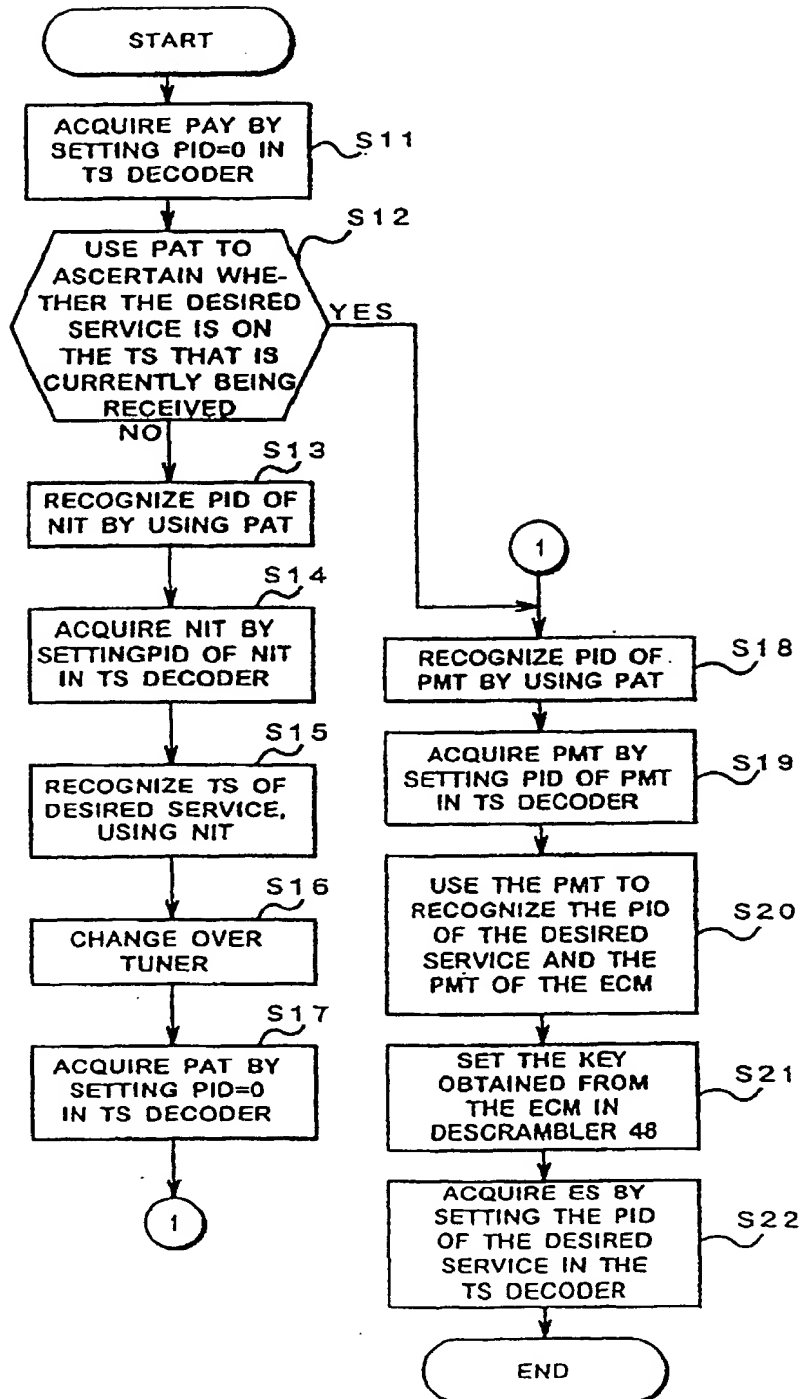 START
ACQUIRE PAY BY
SETTING PID=0 IN
TS DECODER
S11
S12
USE PAT TO
ASCERTAIN WHE-
THER THE DESIRED
SERVICE IS ON
THE TS THAT IS
CURRENTLY BEING
RECEIVED
YES
NO
S13
RECOGNIZE PID OF
NIT BY USING PAT
S14
ACQUIRE NIT BY
SETTINGPID OF NIT
IN TS DECODER
S15
RECOGNIZE TS OF
DESIRED SERVICE,
USING NIT
S16
CHANGE OVER
TUNER
S17
ACQUIRE PAT BY
SETTING PID=0
IN TS DECODER
1
1
S18
RECOGNIZE PID OF
PMT BY USING PAT
S19
ACQUIRE PMT BY
SETTING PID OF PMT
IN TS DECODER
S20
USE THE PMT TO
RECOGNIZE THE PID
OF THE DESIRED
SERVICE AND THE
PMT OF THE ECM
S21
SET THE KEY
OBTAINED FROM
THE ECM IN
DESCRAMBLER 48
S22
ACQUIRE ES BY
SETTING THE PID
OF THE DESIRED
SERVICE IN THE
TS DECODER
END